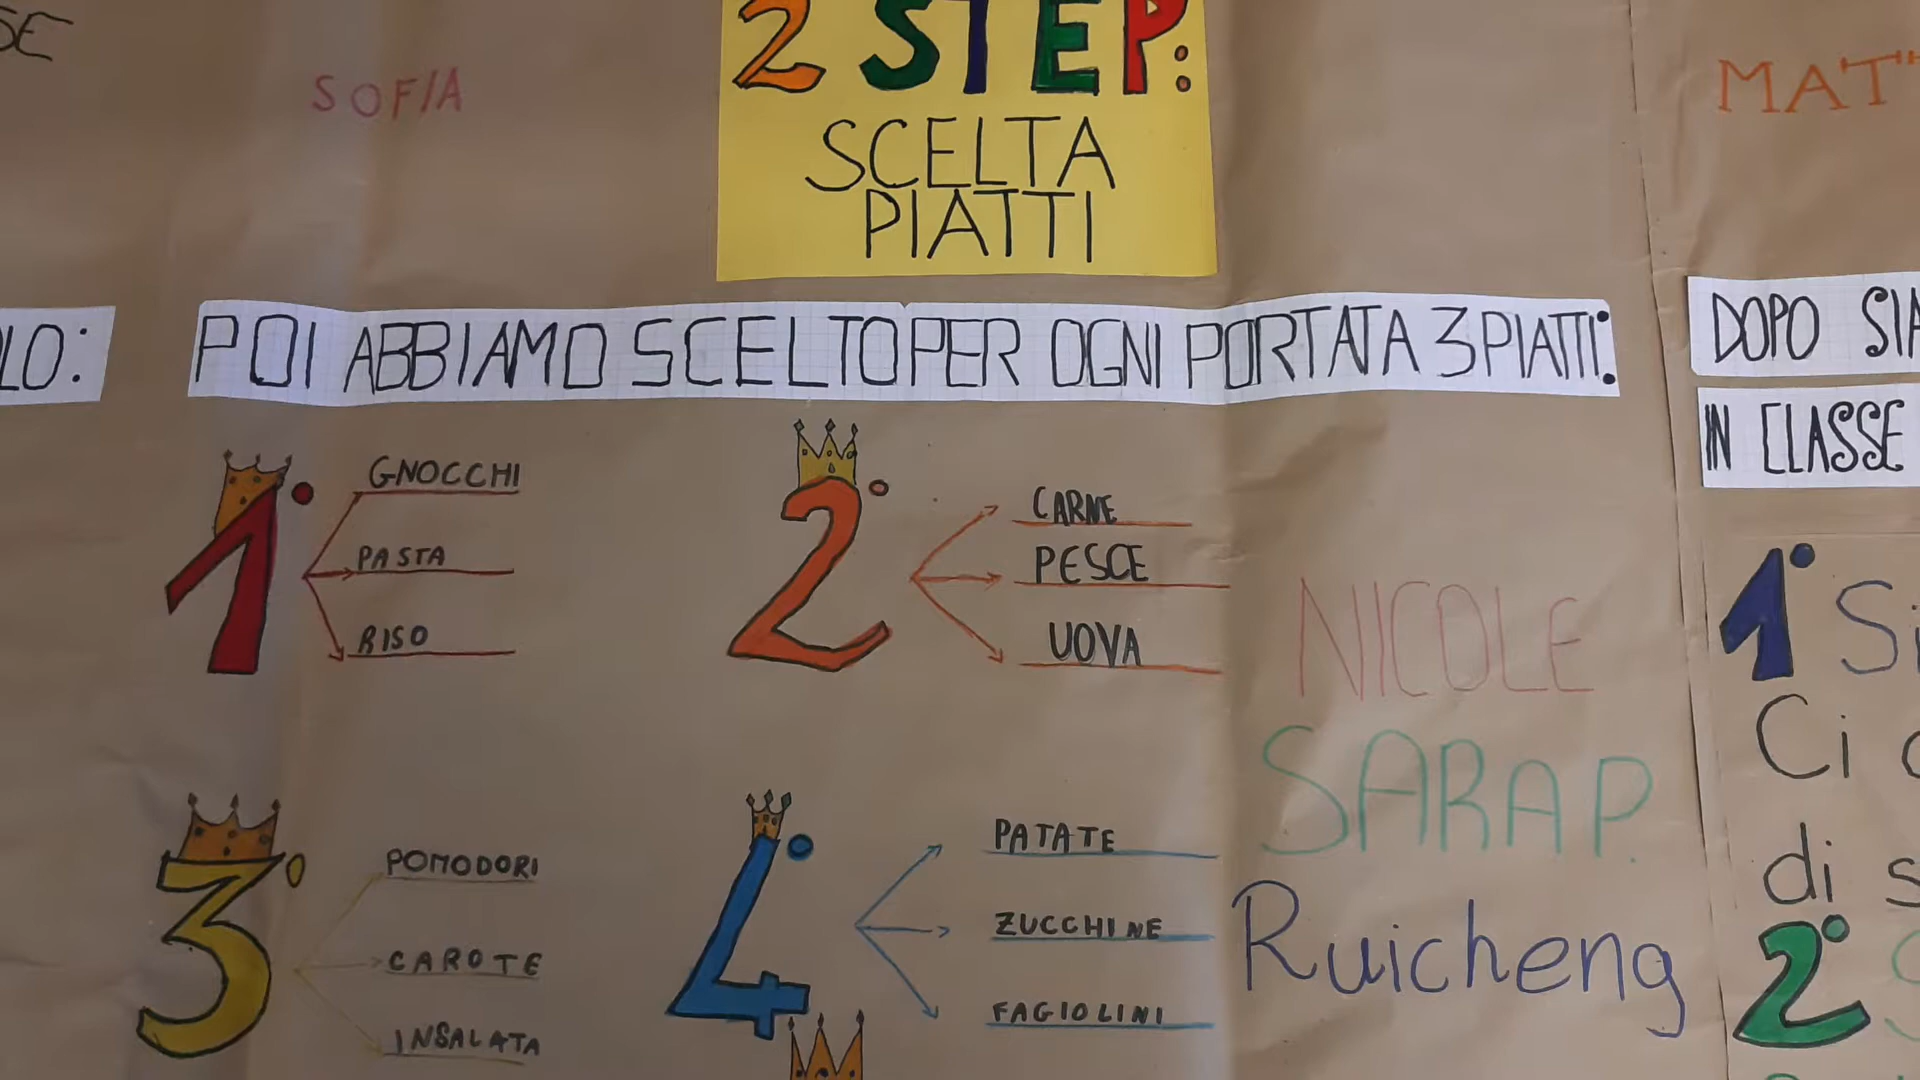 SOFIA
2 STEP:
SCELTA
PIATTI
POI ABBIAMO SCELTO PER OGNI PORTATA 3 PIATTI:
1°
GNOCCHI
PASTA
RISO
2°
CARNE
PESCE
UOVA
3°
POMODORI
CAROTE
INSALATA
4°
PATATE
ZUCCHINE
FAGIOLINI
NICOLE
SARA P.
Ruicheng
DOPO
IN CLASSE
1°
Ci
di
2°